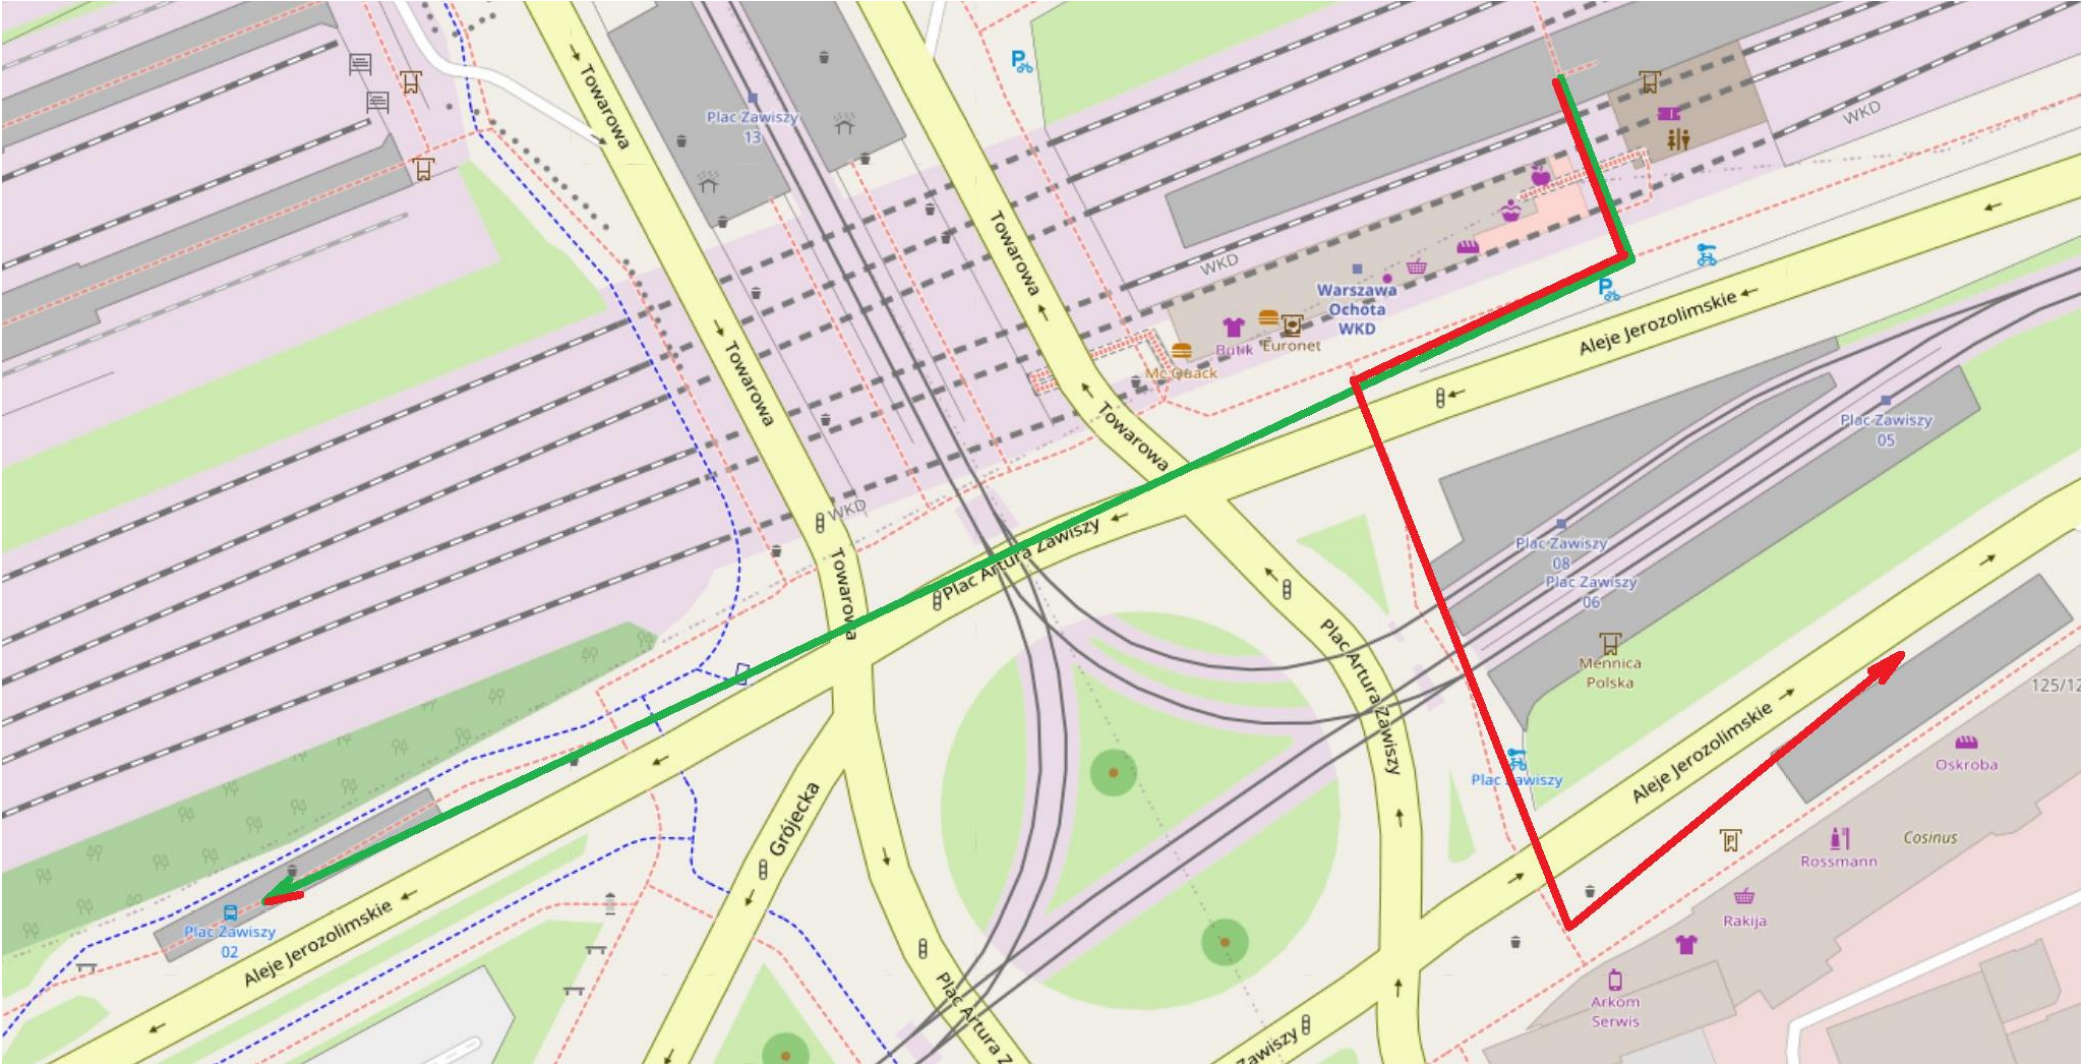 Towarowa
Plac Zawiszy
13
Towarowa
WKD
WKD
Warszawa
Ochota
WKD
Butik
Euronet
Mc Quack
Aleje Jerozolimskie
Towarowa
Towarowa
Plac Zawiszy
05
WKD
Towarowa
Plac Artura Zawiszy
Plac Zawiszy
08
Plac Zawiszy
06
Plac Artura Zawiszy
Mennica
Polska
125/12
Plac Zawiszy
Aleje Jerozolimskie
Oskroba
Grójecka
Cosinus
Rossmann
Rakija
Plac Zawiszy
02
Aleje Jerozolimskie
Arkom
Serwis
Plac Artura Z
Zawiszy